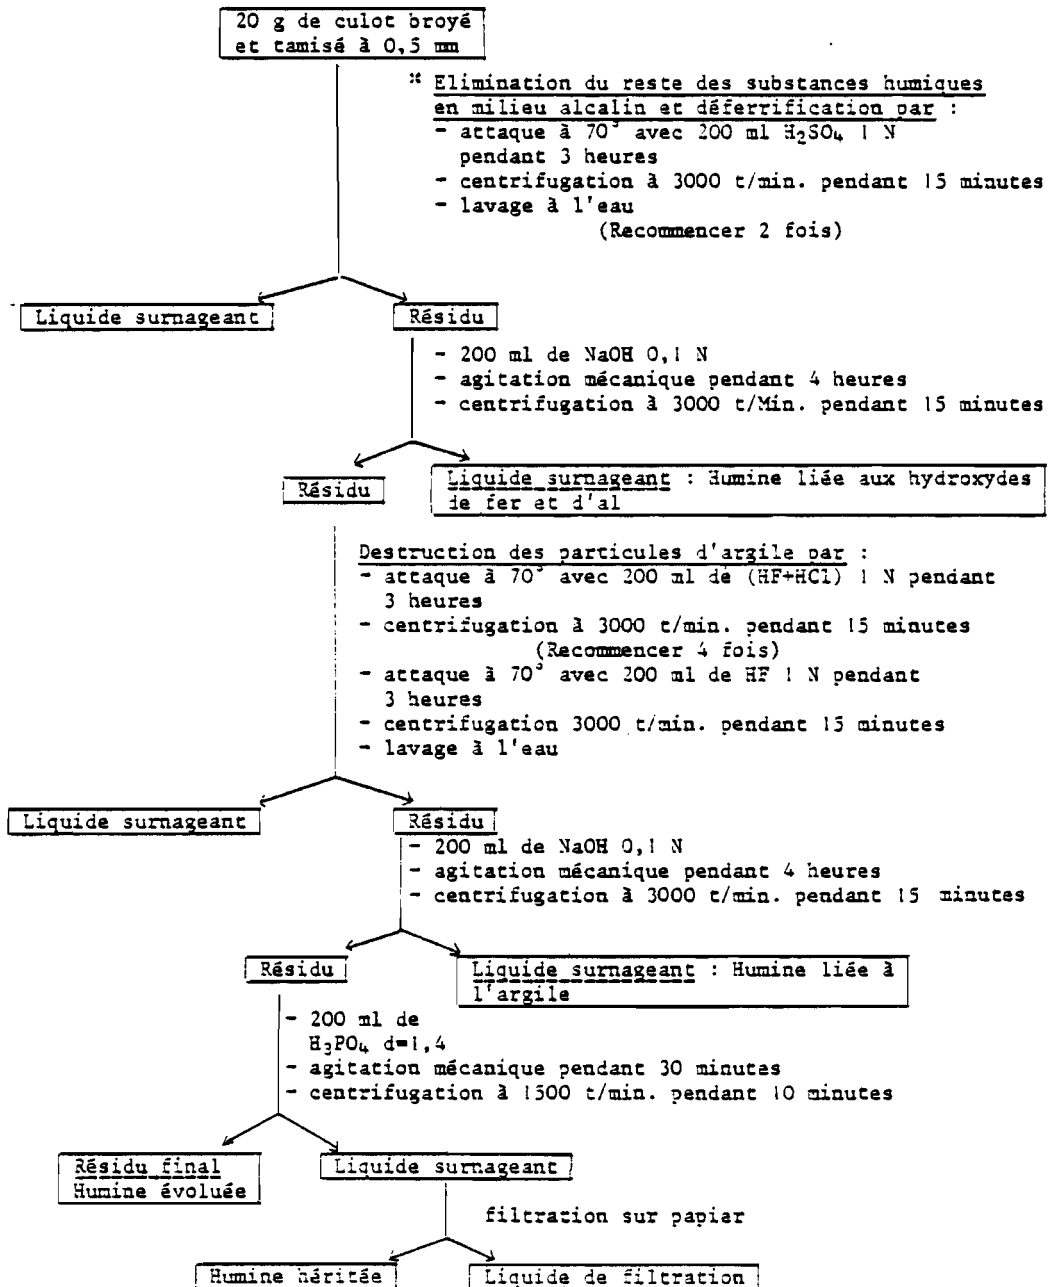 20 g de culot broyé
et tamisé à 0,5 mm
* Elimination du reste des substances humiques
en milieu alcalin et déferrification par :
- attaque à 70° avec 200 ml H₂SO₄ 1 N
pendant 3 heures
- centrifugation à 3000 t/min. pendant 15 minutes
- lavage à l'eau
(Recommencer 2 fois)
Liquide surnageant
Résidu
- 200 ml de NaOH 0,1 N
- agitation mécanique pendant 4 heures
- centrifugation à 3000 t/Min. pendant 15 minutes
Résidu
Liquide surnageant : Humine liée aux hydroxydes
de fer et d'al
Destruction des particules d'argile par :
- attaque à 70° avec 200 ml de (HF+HCl) 1 N pendant
3 heures
- centrifugation à 3000 t/min. pendant 15 minutes
(Recommencer 4 fois)
- attaque à 70° avec 200 ml de HF 1 N pendant
3 heures
- centrifugation 3000 t/min. pendant 15 minutes
- lavage à l'eau
Liquide surnageant
Résidu
- 200 ml de NaOH 0,1 N
- agitation mécanique pendant 4 heures
- centrifugation à 3000 t/min. pendant 15 minutes
Résidu
Liquide surnageant : Humine liée à
l'argile
- 200 ml de
H₃PO₄ d=1,4
- agitation mécanique pendant 30 minutes
- centrifugation à 1500 t/min. pendant 10 minutes
Résidu final
Humine évoluée
Liquide surnageant
filtration sur papier
Humine héritée
Liquide de filtration